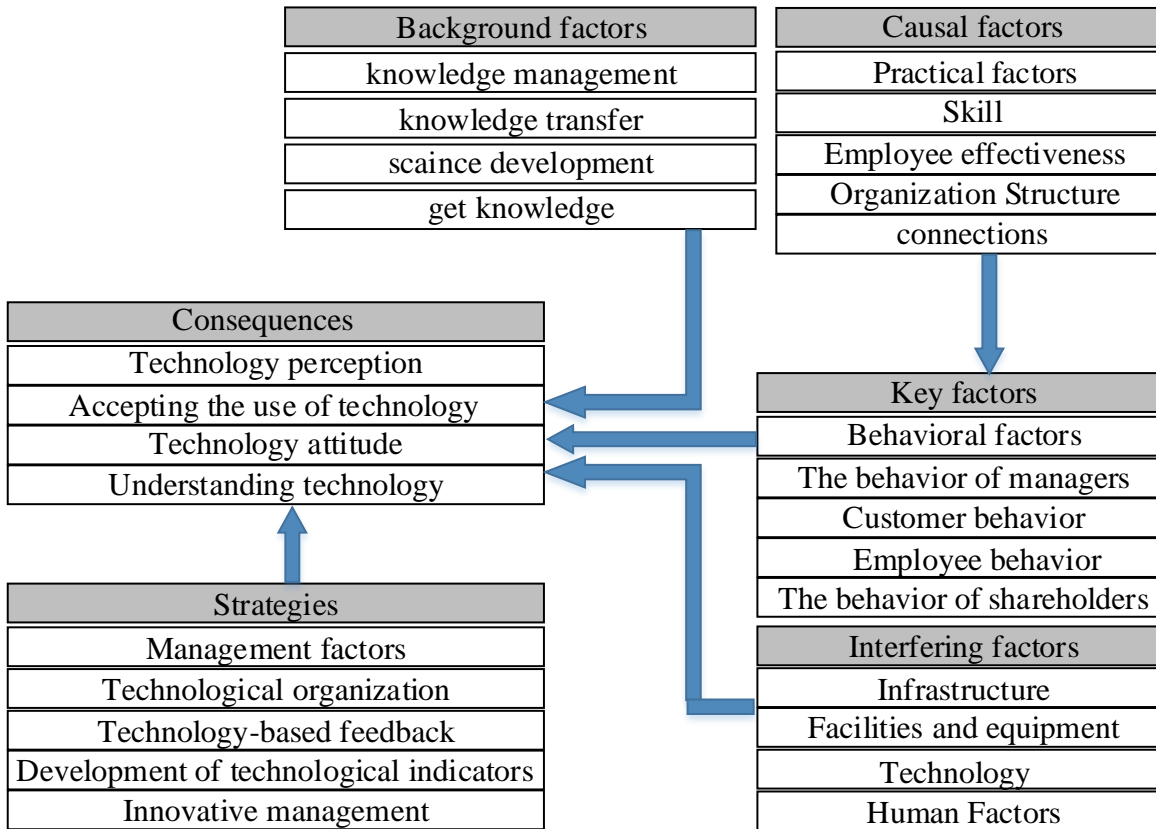 Background factors
knowledge management
knowledge transfer
scaince development
get knowledge
Causal factors
Practical factors
Skill
Employee effectiveness
Organization Structure
connections
Consequences
Technology perception
Accepting the use of technology
Technology attitude
Understanding technology
Key factors
Behavioral factors
The behavior of managers
Customer behavior
Employee behavior
The behavior of shareholders
Strategies
Management factors
Technological organization
Technology-based feedback
Development of technological indicators
Innovative management
Interfering factors
Infrastructure
Facilities and equipment
Technology
Human Factors